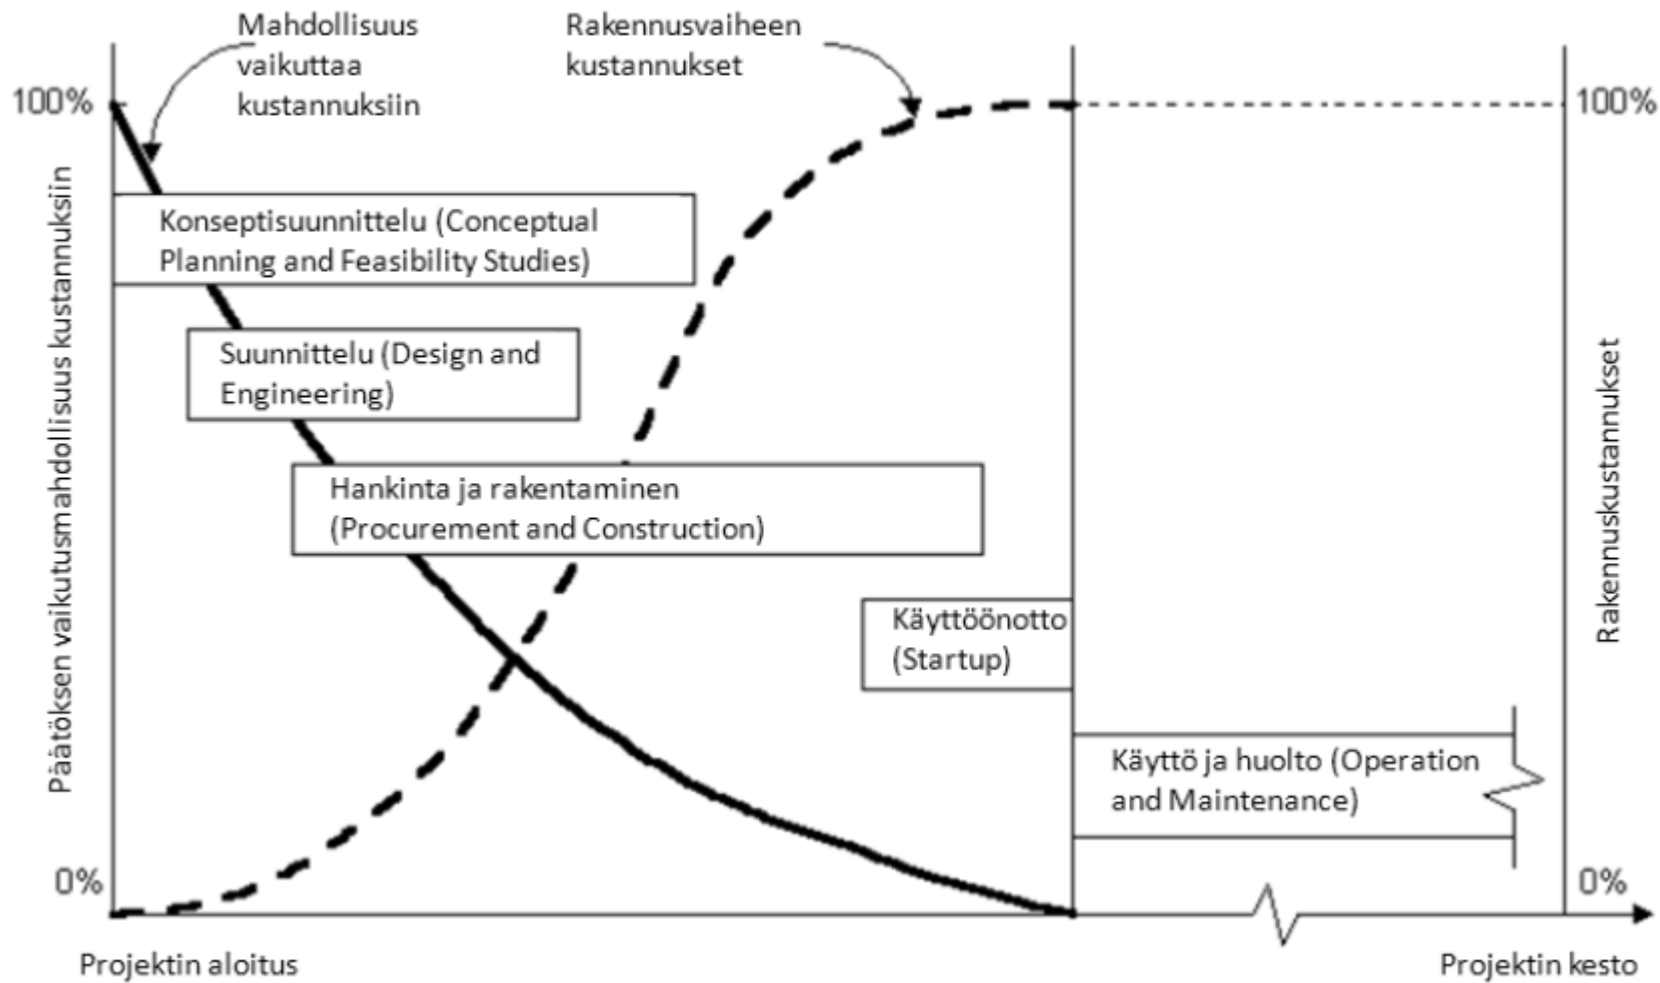 Mahdollisuus
vaikuttaa
kustannuksiin
Rakennusvaiheen
kustannukset
100%
100%
Päätöksen vaikutusmahdollisuus kustannuksiin
Konseptisuunnittelu (Conceptual
Planning and Feasibility Studies)
Suunnittelu (Design and
Engineering)
Hankinta ja rakentaminen
(Procurement and Construction)
Käyttöönotto
(Startup)
Käyttö ja huolto (Operation
and Maintenance)
Rakennuskustannukset
0%
0%
Projektin aloitus
Projektin kesto